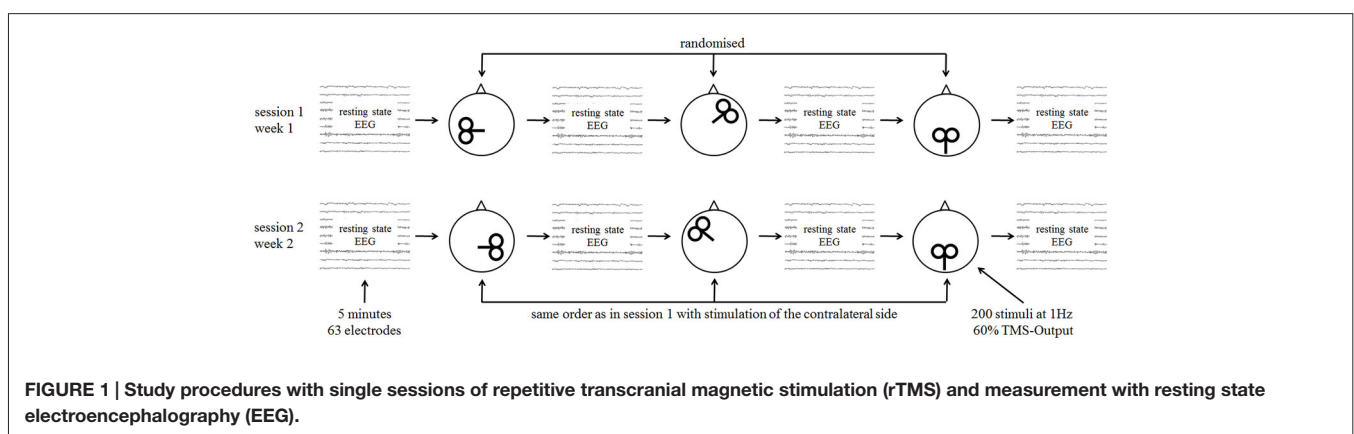 randomised
session 1
week 1
resting state
EEG
resting state
EEG
resting state
EEG
resting state
EEG
session 2
week 2
resting state
EEG
resting state
EEG
resting state
EEG
resting state
EEG
5 minutes
63 electrodes
same order as in session 1 with stimulation of the contralateral side
200 stimuli at 1Hz
60% TMS-Output
FIGURE 1 | Study procedures with single sessions of repetitive transcranial magnetic stimulation (rTMS) and measurement with resting state
electroencephalography (EEG).